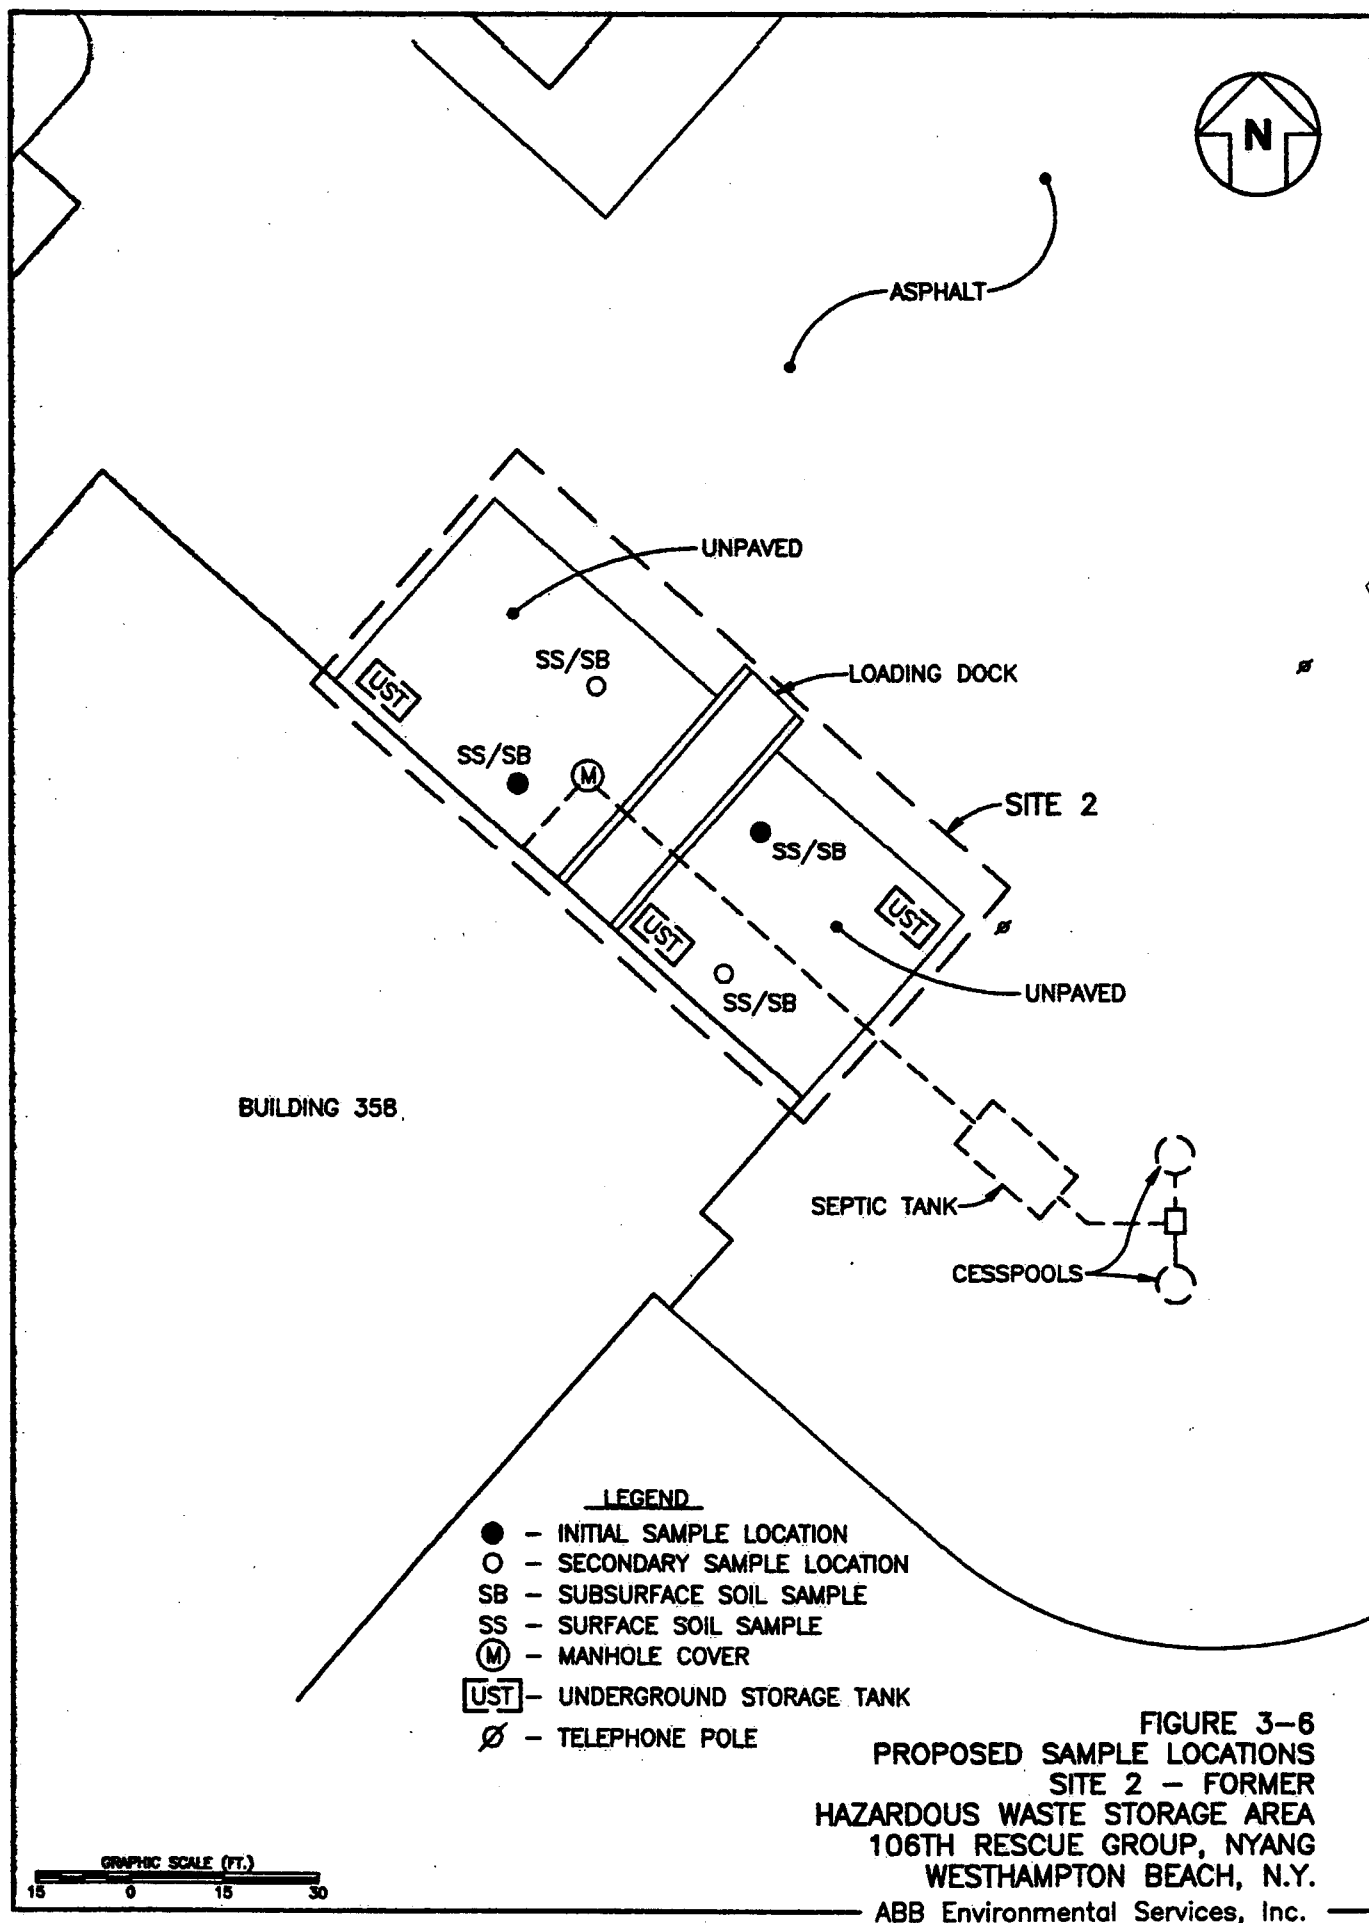 N
ASPHALT
UNPAVED
SS/SB
UST
LOADING DOCK
SS/SB
M
SITE 2
SS/SB
UST
UST
SS/SB
UNPAVED
BUILDING 358
SEPTIC TANK
CESSPOOLS
LEGEND
● – INITIAL SAMPLE LOCATION
○ – SECONDARY SAMPLE LOCATION
SB – SUBSURFACE SOIL SAMPLE
SS – SURFACE SOIL SAMPLE
M – MANHOLE COVER
UST – UNDERGROUND STORAGE TANK
Ø – TELEPHONE POLE
FIGURE 3–6
PROPOSED SAMPLE LOCATIONS
SITE 2 – FORMER
HAZARDOUS WASTE STORAGE AREA
106TH RESCUE GROUP, NYANG
WESTHAMPTON BEACH, N.Y.
GRAPHIC SCALE (FT.)
15 0 15 30
ABB Environmental Services, Inc.